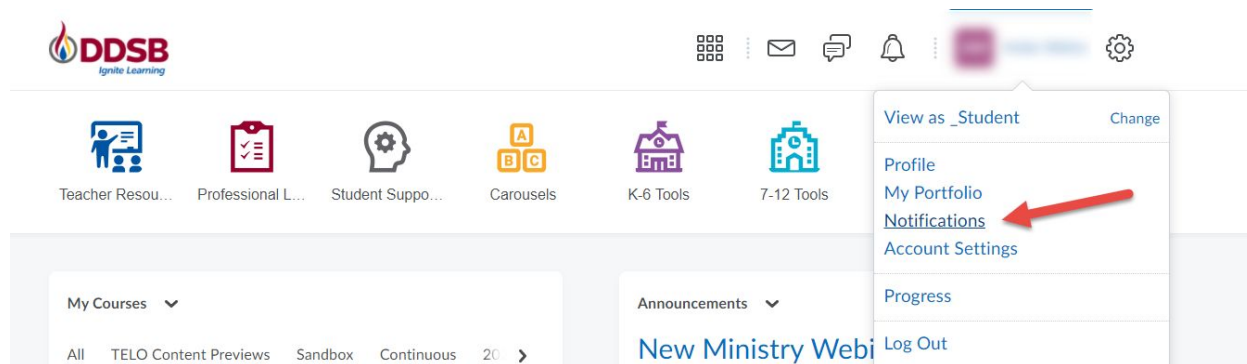 DDSB
Ignite Learning
View as _Student Change
Teacher Resou...
Professional L...
Student Suppo...
A
B C
Carousels
K-6 Tools
7-12 Tools
Profile
My Portfolio
Notifications
Account Settings
Progress
Log Out
My Courses
All TELO Content Previews Sandbox Continuous 20
Announcements
New Ministry Webi